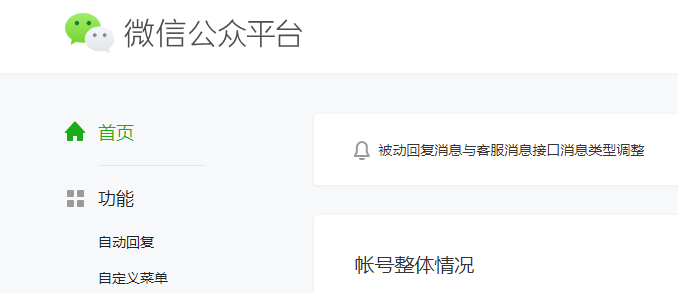 微信公众平台
首页
被动回复消息与客服消息接口消息类型调整
功能
自动回复
帐号整体情况
自定义菜单